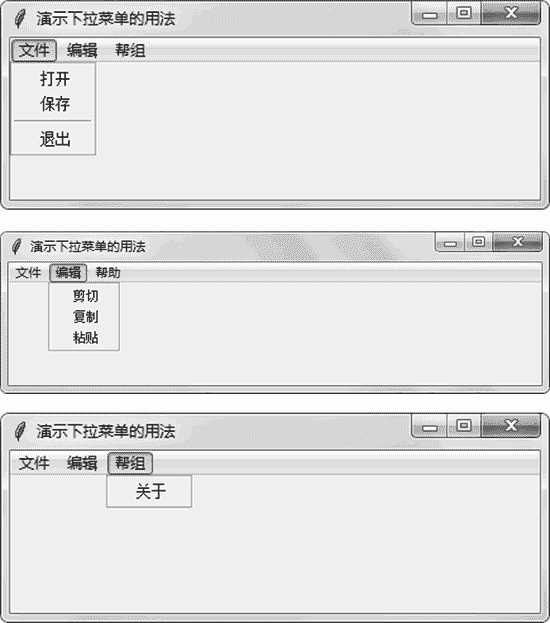 演示下拉菜单的用法
文件 编辑 帮组
打开
保存
退出
演示下拉菜单的用法
文件 编辑 帮助
剪切
复制
粘贴
演示下拉菜单的用法
文件 编辑 帮组
关于